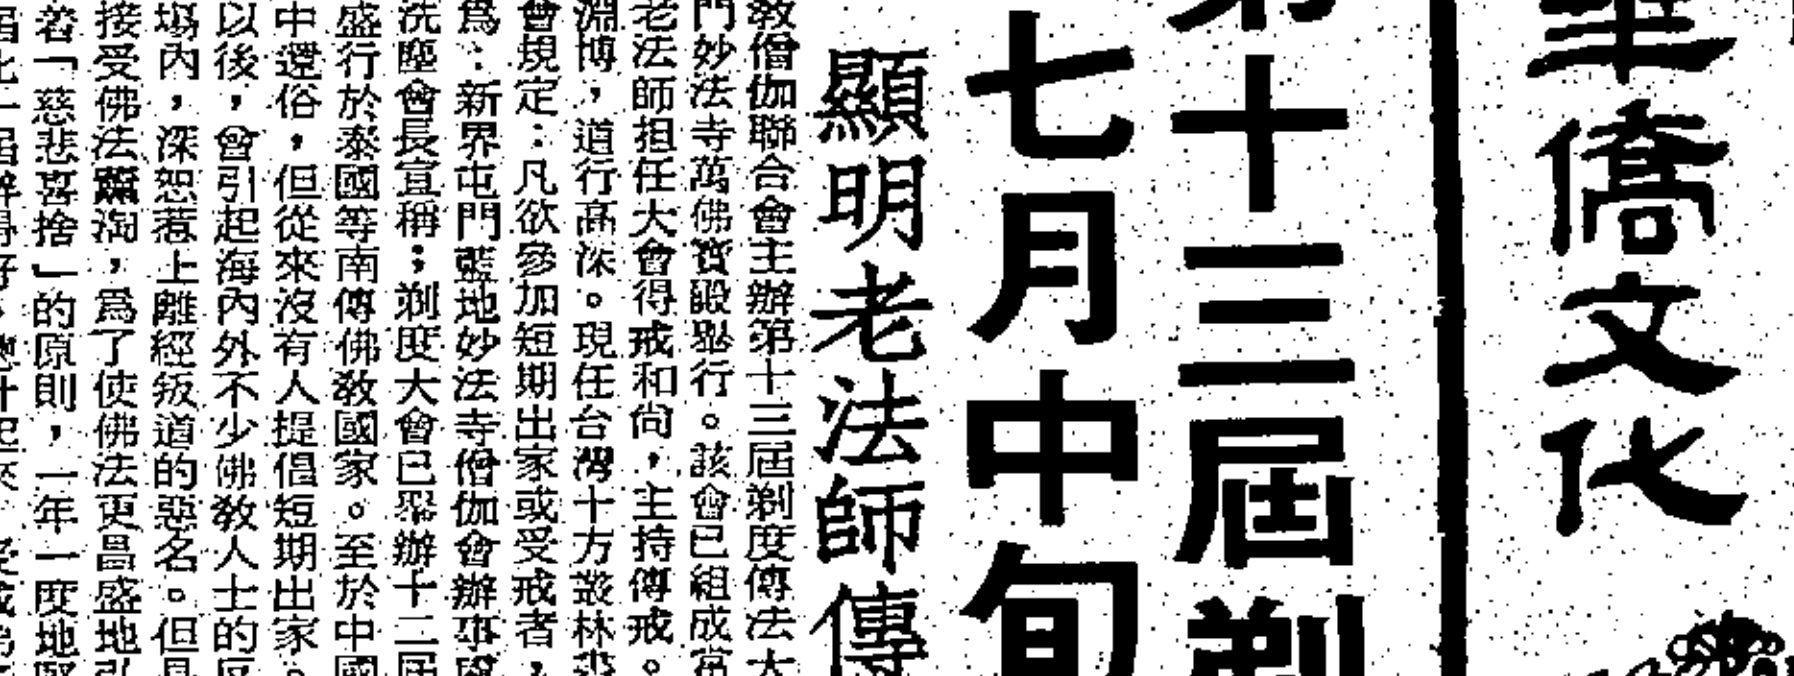 華僑文化
第十三屆剃
七月中旬
顯明老法師傳
教僧伽聯合會主辦第十三屆剃度傳法大
門妙法寺萬佛寶殿舉行。該會已組成
老法師担任大會得戒和尚，主持傳戒。
淵博，道行高深。現任台灣十方叢林
會規定：凡欲參加短期出家或受戒者，
爲：新界屯門藍地妙法寺僧伽會辦事
洗塵會長宣稱；剃度大會已舉辦十二屆
盛行於泰國等南傳佛教國家。至於中國
中還俗，但從來沒有人提倡短期出家。
以後，會引起海內外不少佛教人士的反
場內，深恕惹上離經叛道的惡名。但是
接受佛法薰淘，爲了使佛法更昌盛地弘
着「慈悲喜捨」的原則，一年一度地